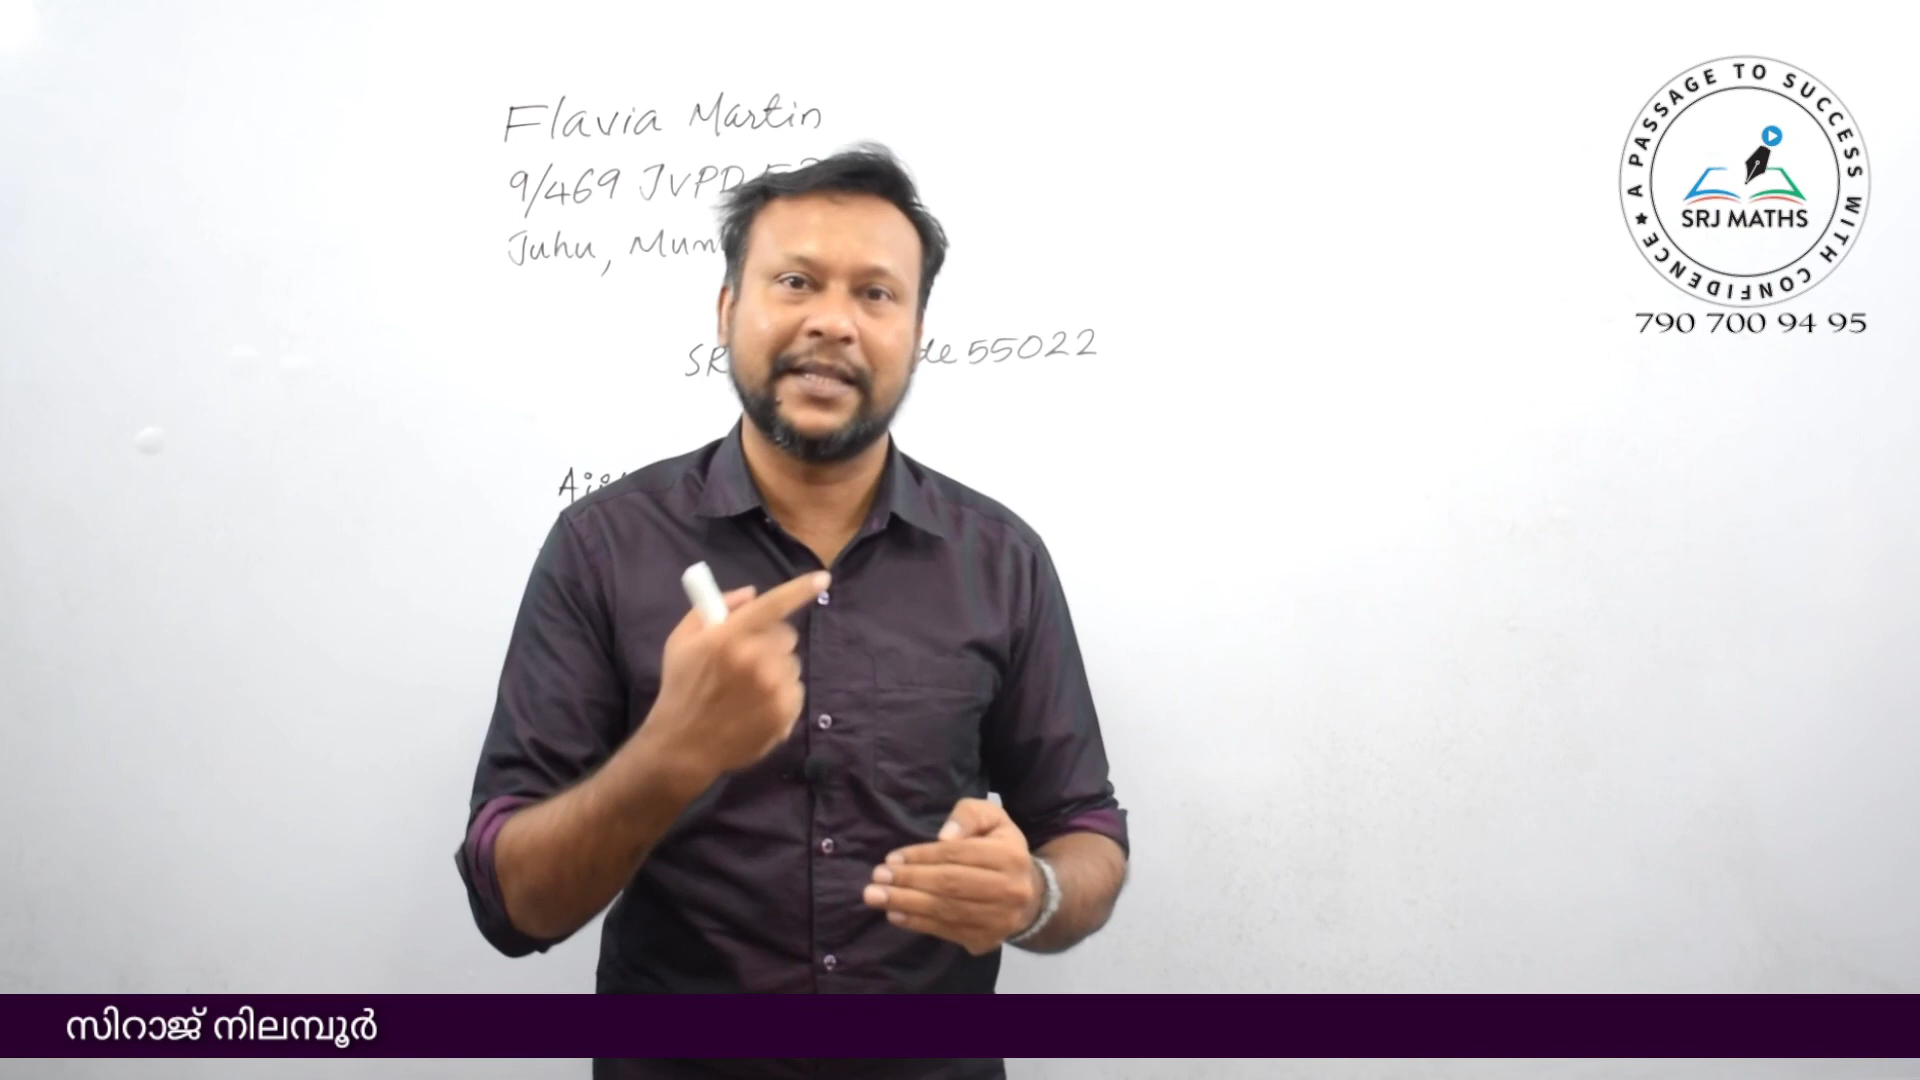 Flavia Martin
9/469 JVPD
Juhu,
55022
A PASSAGE TO SUCCESS WITH CONFIDENCE
SRJ MATHS
790 700 94 95
സിറാജ് നിലമ്പൂർ